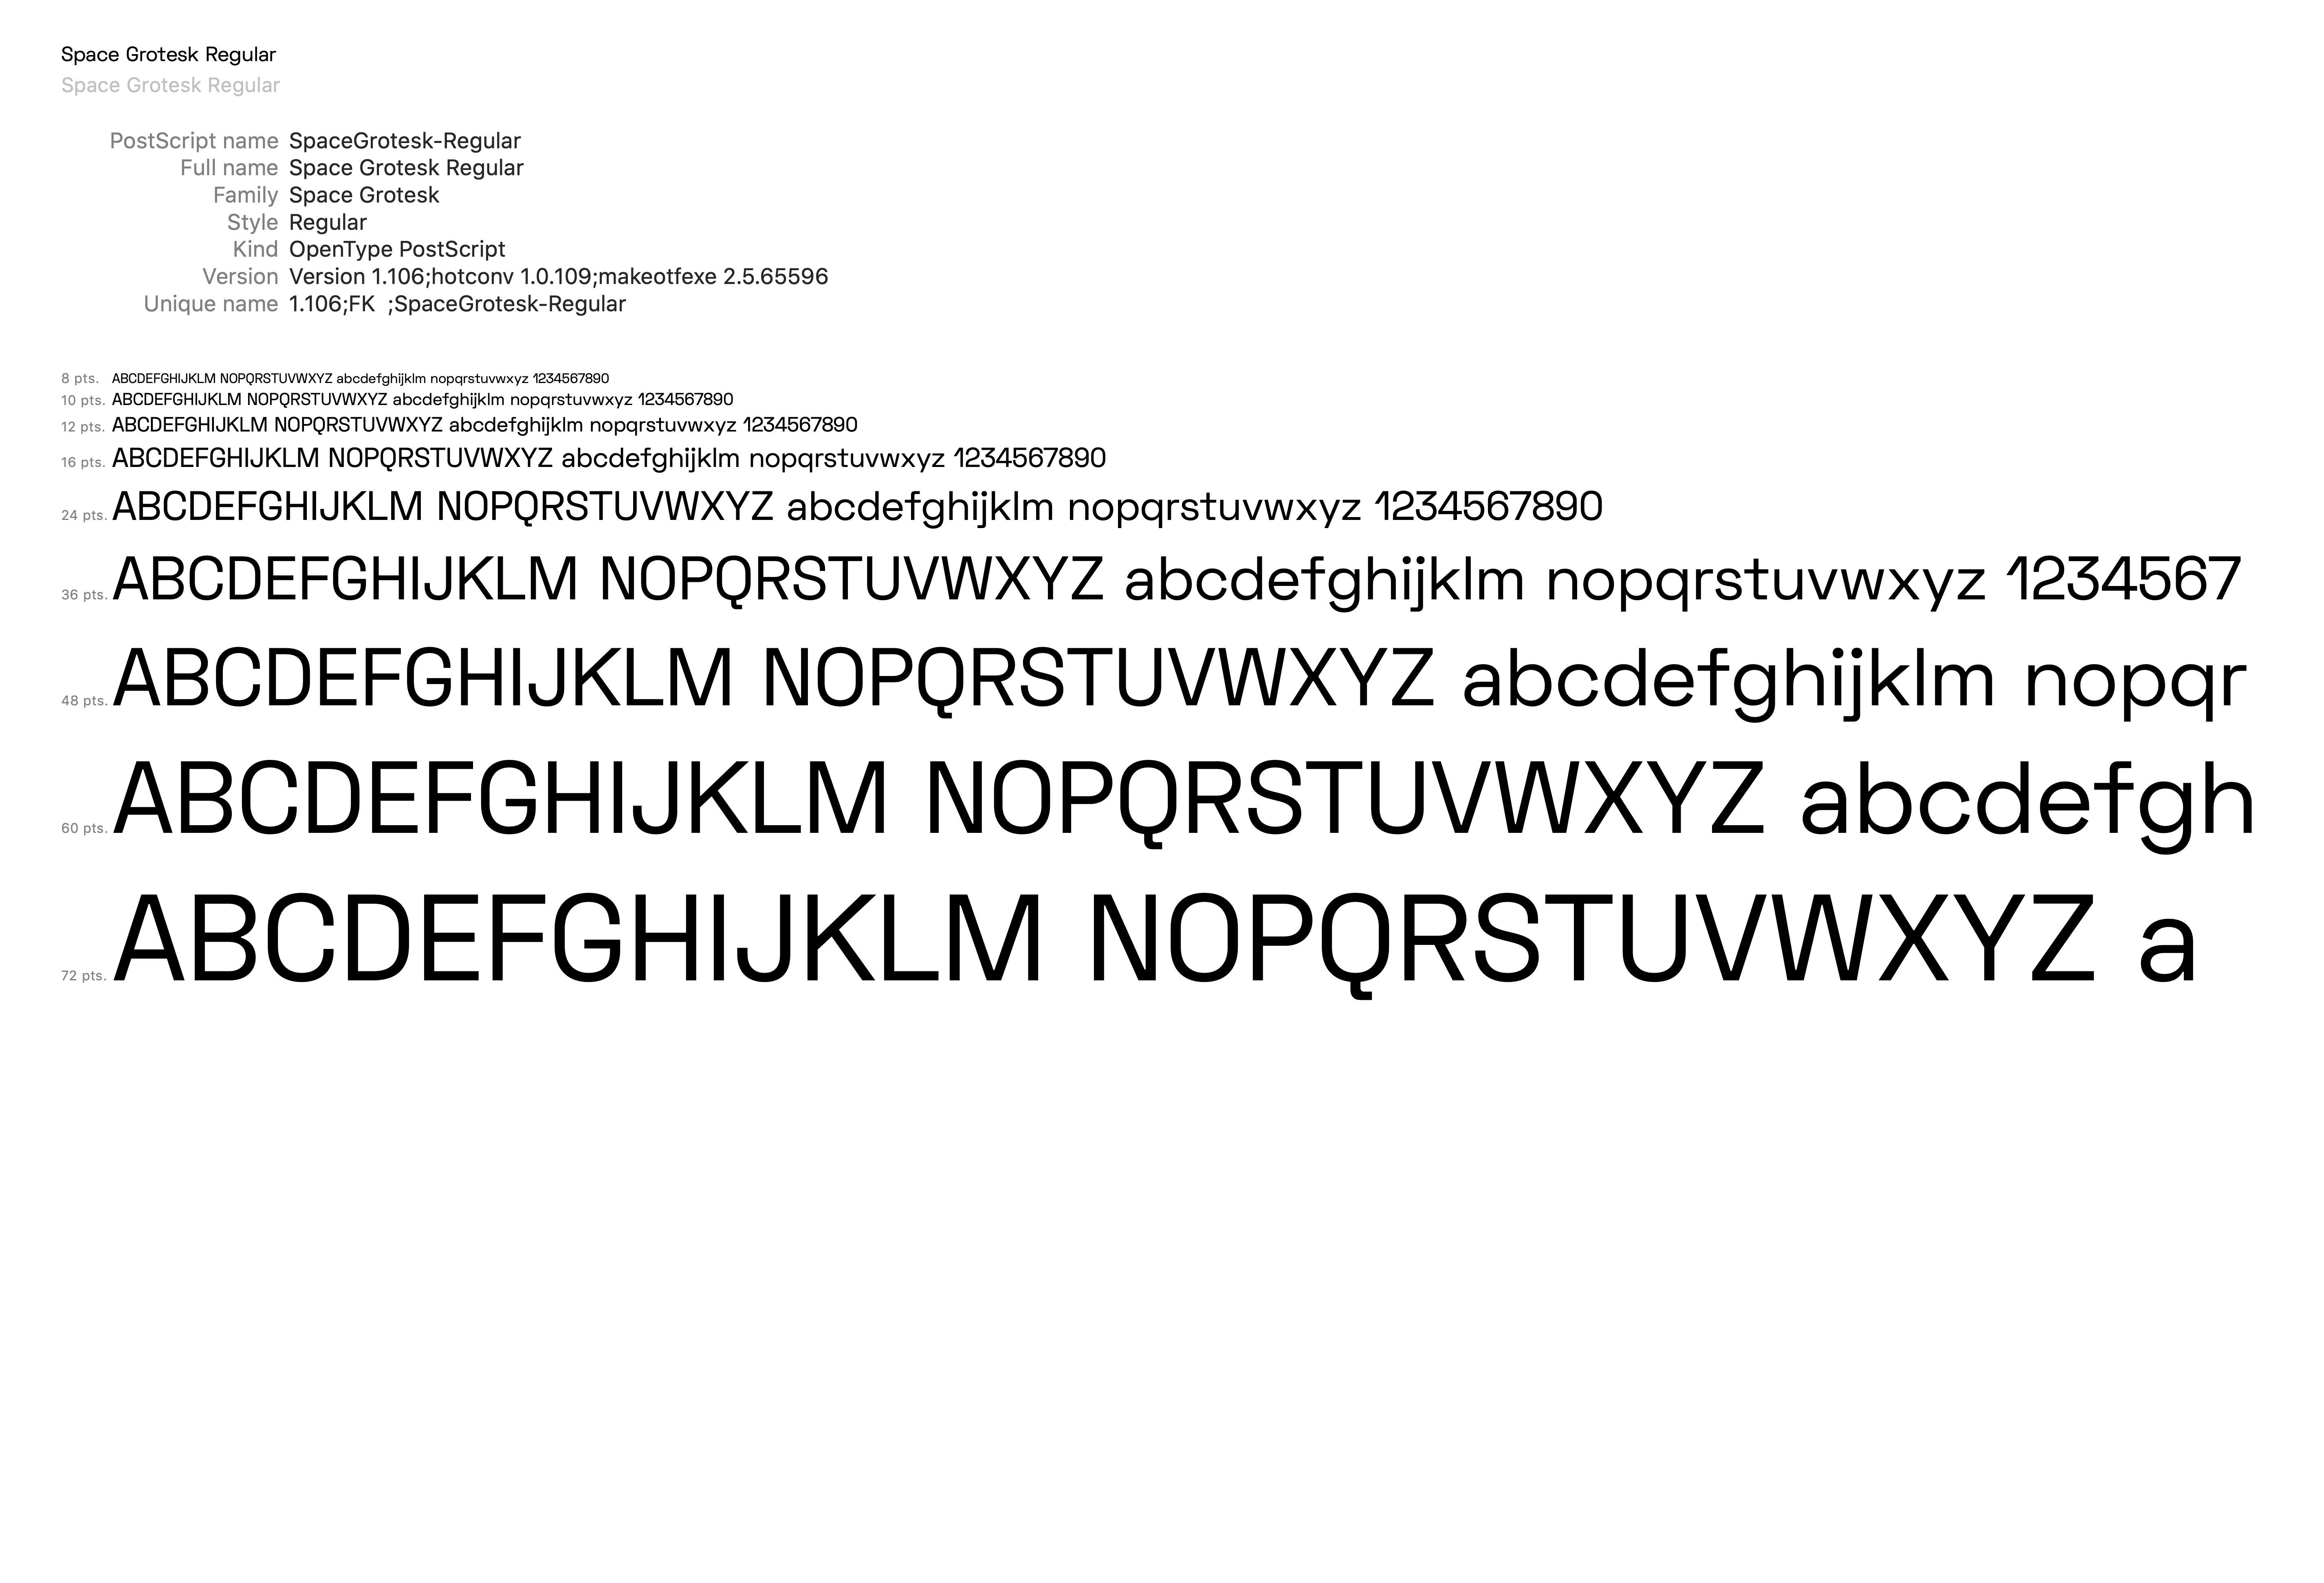 Space Grotesk Regular
Space Grotesk Regular
PostScript name SpaceGrotesk-Regular
Full name Space Grotesk Regular
Family Space Grotesk
Style Regular
Kind OpenType PostScript
Version Version 1.106;hotconv 1.0.109;makeotfexe 2.5.65596
Unique name 1.106;FK  ;SpaceGrotesk-Regular
8 pts. ABCDEFGHIJKLM NOPQRSTUVWXYZ abcdefghijklm nopqrstuvwxyz 1234567890
10 pts. ABCDEFGHIJKLM NOPQRSTUVWXYZ abcdefghijklm nopqrstuvwxyz 1234567890
12 pts. ABCDEFGHIJKLM NOPQRSTUVWXYZ abcdefghijklm nopqrstuvwxyz 1234567890
16 pts. ABCDEFGHIJKLM NOPQRSTUVWXYZ abcdefghijklm nopqrstuvwxyz 1234567890
24 pts. ABCDEFGHIJKLM NOPQRSTUVWXYZ abcdefghijklm nopqrstuvwxyz 1234567890
36 pts. ABCDEFGHIJKLM NOPQRSTUVWXYZ abcdefghijklm nopqrstuvwxyz 1234567
48 pts. ABCDEFGHIJKLM NOPQRSTUVWXYZ abcdefghijklm nopqr
60 pts. ABCDEFGHIJKLM NOPQRSTUVWXYZ abcdefgh
72 pts. ABCDEFGHIJKLM NOPQRSTUVWXYZ a